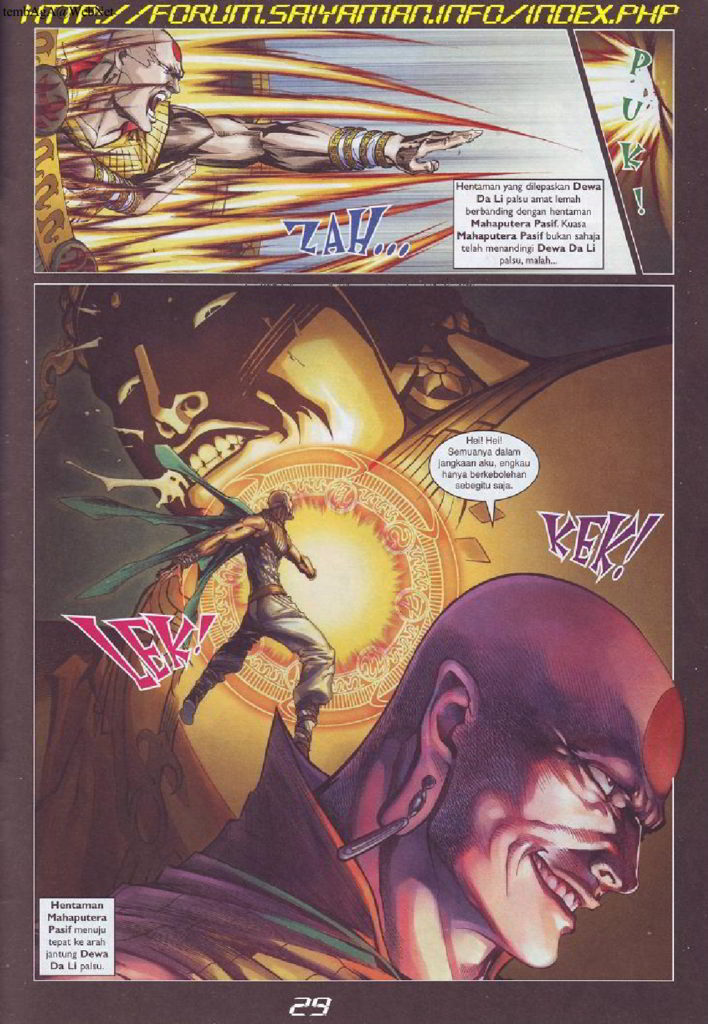 tembAgA@WebNet
HTTP://FORUM.SAIYAMAN.INFO/INDEX.PHP
PUK!
Hentaman yang dilepaskan Dewa
Da Li palsu amat lemah
berbanding dengan hentaman
Mahaputera Pasif. Kuasa
Mahaputera Pasif bukan sahaja
telah menandingi Dewa Da Li
palsu, malah...
ZAH...
Hei! Hei!
Semuanya dalam
jangkaan aku, engkau
hanya berkebolehan
sebegitu saja.
KEK!
LEK!
Hentaman
Mahaputera
Pasif menuju
tepat ke arah
jantung Dewa
Da Li palsu.
29